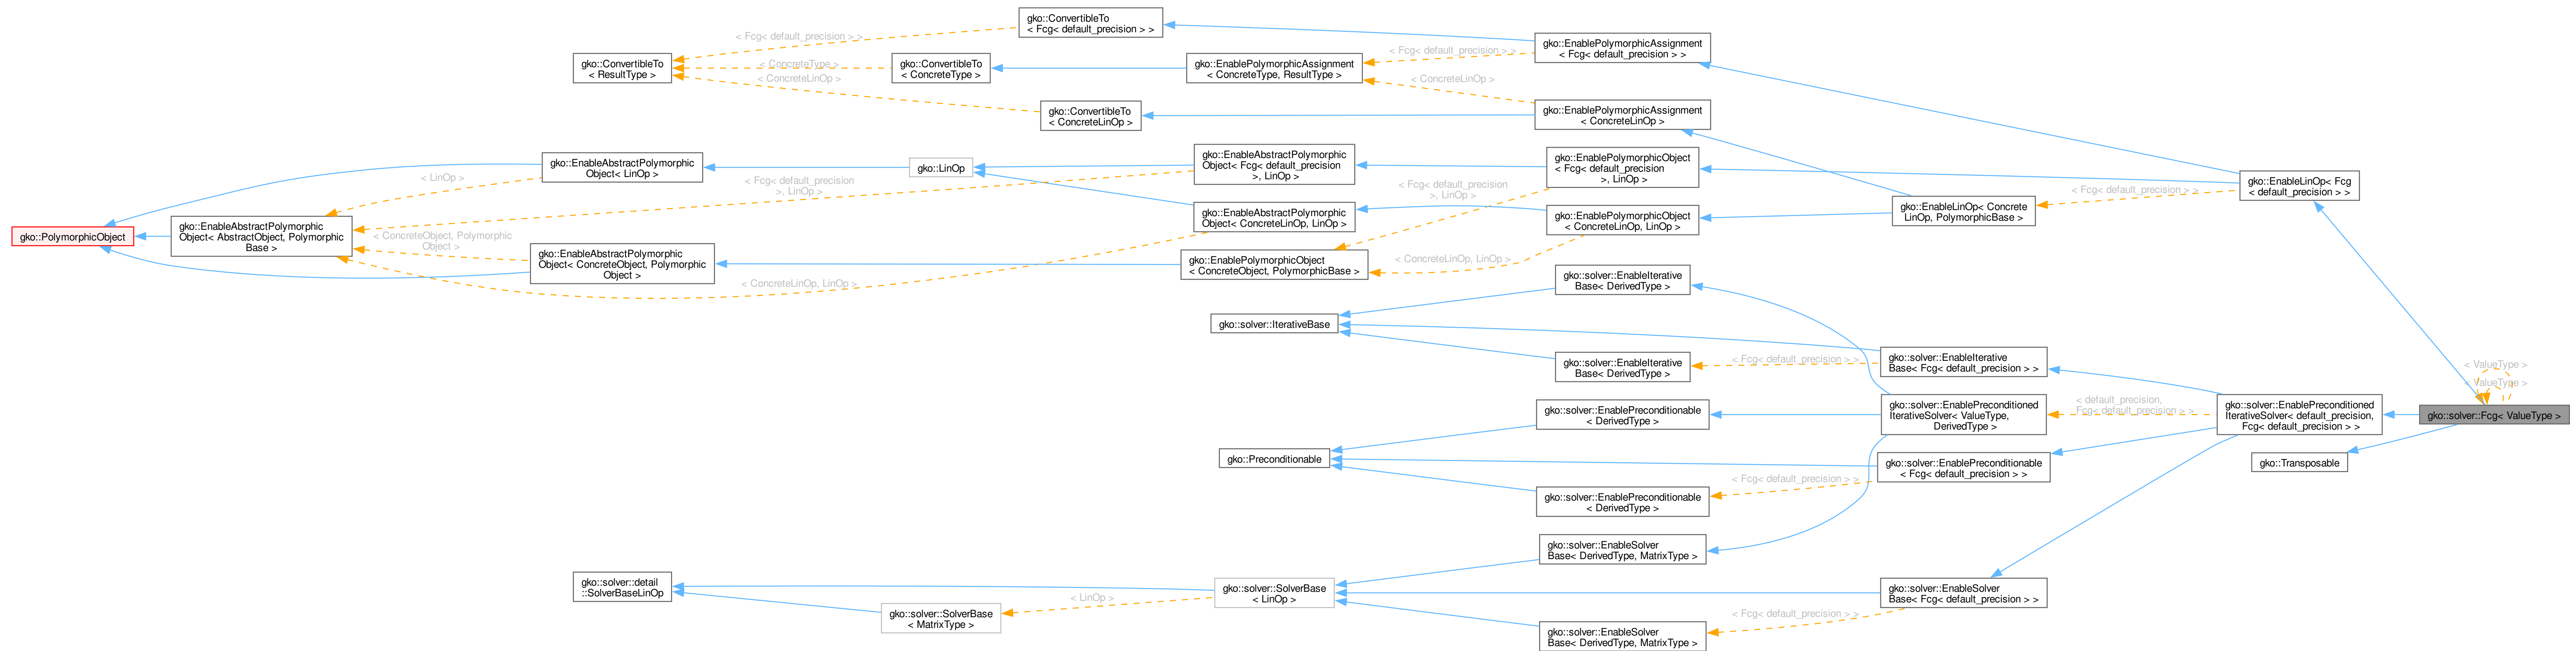 gko::PolymorphicObject
gko::EnableAbstractPolymorphic
Object< AbstractObject, Polymorphic
Base >
gko::ConvertibleTo
< ResultType >
gko::EnableAbstractPolymorphic
Object< LinOp >
gko::EnableAbstractPolymorphic
Object< ConcreteObject, Polymorphic
Object >
gko::solver::detail
::SolverBaseLinOp
< LinOp >
< ConcreteObject, Polymorphic
Object >
< Fcg< default_precision > >
< ConcreteType >
< ConcreteLinOp >
< Fcg< default_precision
>, LinOp >
< ConcreteLinOp, LinOp >
gko::ConvertibleTo
< Fcg< default_precision > >
gko::ConvertibleTo
< ConcreteType >
gko::ConvertibleTo
< ConcreteLinOp >
gko::LinOp
gko::solver::SolverBase
< MatrixType >
< LinOp >
gko::EnablePolymorphicAssignment
< ConcreteType, ResultType >
gko::EnableAbstractPolymorphic
Object< Fcg< default_precision
>, LinOp >
gko::EnableAbstractPolymorphic
Object< ConcreteLinOp, LinOp >
gko::EnablePolymorphicObject
< ConcreteObject, PolymorphicBase >
gko::solver::IterativeBase
gko::Preconditionable
gko::solver::SolverBase
< LinOp >
< Fcg< default_precision > >
< ConcreteLinOp >
< Fcg< default_precision
>, LinOp >
< ConcreteLinOp, LinOp >
gko::EnablePolymorphicAssignment
< Fcg< default_precision > >
gko::EnablePolymorphicAssignment
< ConcreteLinOp >
gko::EnablePolymorphicObject
< Fcg< default_precision
>, LinOp >
gko::EnablePolymorphicObject
< ConcreteLinOp, LinOp >
gko::solver::EnableIterative
Base< DerivedType >
gko::solver::EnableIterative
Base< DerivedType >
gko::solver::EnablePreconditionable
< DerivedType >
gko::solver::EnablePreconditionable
< DerivedType >
gko::solver::EnableSolver
Base< DerivedType, MatrixType >
gko::solver::EnableSolver
Base< DerivedType, MatrixType >
< Fcg< default_precision > >
< Fcg< default_precision > >
< Fcg< default_precision > >
gko::EnableLinOp< Concrete
LinOp, PolymorphicBase >
gko::solver::EnableIterative
Base< Fcg< default_precision > >
gko::solver::EnablePreconditioned
IterativeSolver< ValueType,
DerivedType >
gko::solver::EnablePreconditionable
< Fcg< default_precision > >
gko::solver::EnableSolver
Base< Fcg< default_precision > >
< Fcg< default_precision > >
< default_precision,
Fcg< default_precision > >
gko::EnableLinOp< Fcg
< default_precision > >
gko::solver::EnablePreconditioned
IterativeSolver< default_precision,
Fcg< default_precision > >
gko::Transposable
< ValueType >
< ValueType >
gko::solver::Fcg< ValueType >